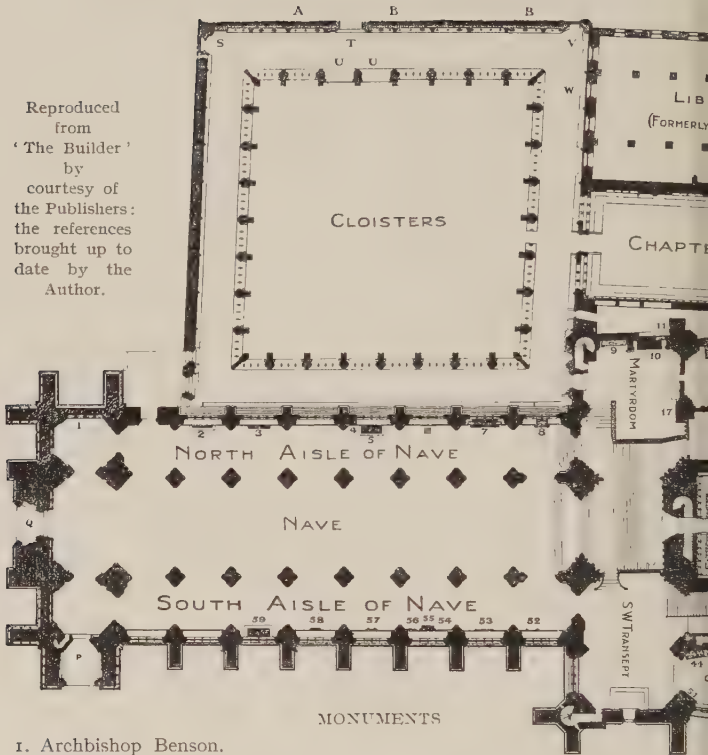 A B B
S T V
U U
W
Reproduced
from
‘ The Builder ’
by
courtesy of
the Publishers :
the references
brought up to
date by the
Author.
LIB
(FORMERLY
CLOISTERS
CHAPTE
11
9 10
MARTYRDOM
17
1
2 3 4 5 6 7 8
NORTH AISLE OF NAVE
Q
NAVE
SOUTH AISLE OF NAVE
59 58 57 56 55 54 53 52
P
SW TRANSEPT
44
MONUMENTS
1. Archbishop Benson.